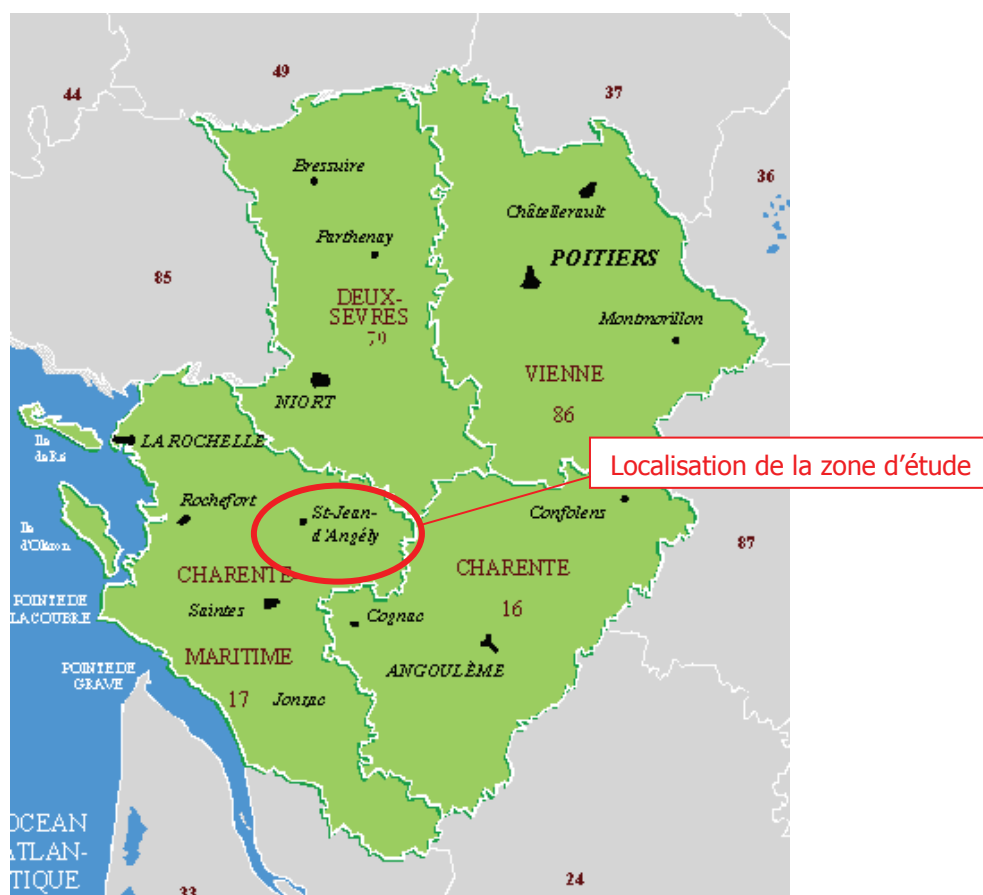 49
44
37
Bressuire
36
Châtellerault
Parthenay
POITIERS
85
DEUX-
SEVRES
79
Montmorillon
VIENNE
NIORT
86
Ile
de Ré
LA ROCHELLE
Localisation de la zone d’étude
Rochefort
St-Jean-
d'Angély
Confolens
Ile
d'Oléron
87
CHARENTE
CHARENTE
POINTE DE
LA COUBRE
Saintes
16
Cognac
MARITIME
POINTE DE
GRAVE
ANGOULÈME
17
Jonzac
OCEAN
ATLAN-
TIQUE
33
24